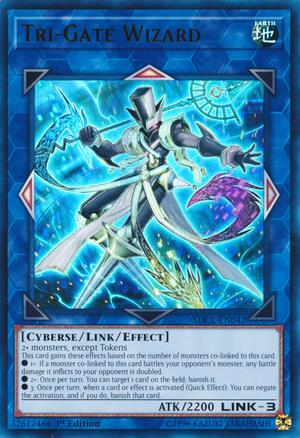 TRI-GATE WIZARD
EARTH
地
SDCL-EN042
[CYBERSE/LINK/EFFECT]
2+ monsters, except Tokens
This card gains these effects based on the number of monsters co-linked to this card.
● 1+: If a monster co-linked to this card battles your opponent's monster, any battle
damage it inflicts to your opponent is doubled.
● 2+: Once per turn: You can target 1 card on the field; banish it.
● 3: Once per turn, when a card or effect is activated (Quick Effect): You can negate
the activation, and if you do, banish that card.
ATK/2200 LINK-3
32617464 1st Edition ©1996 KAZUKI TAKAHASHI